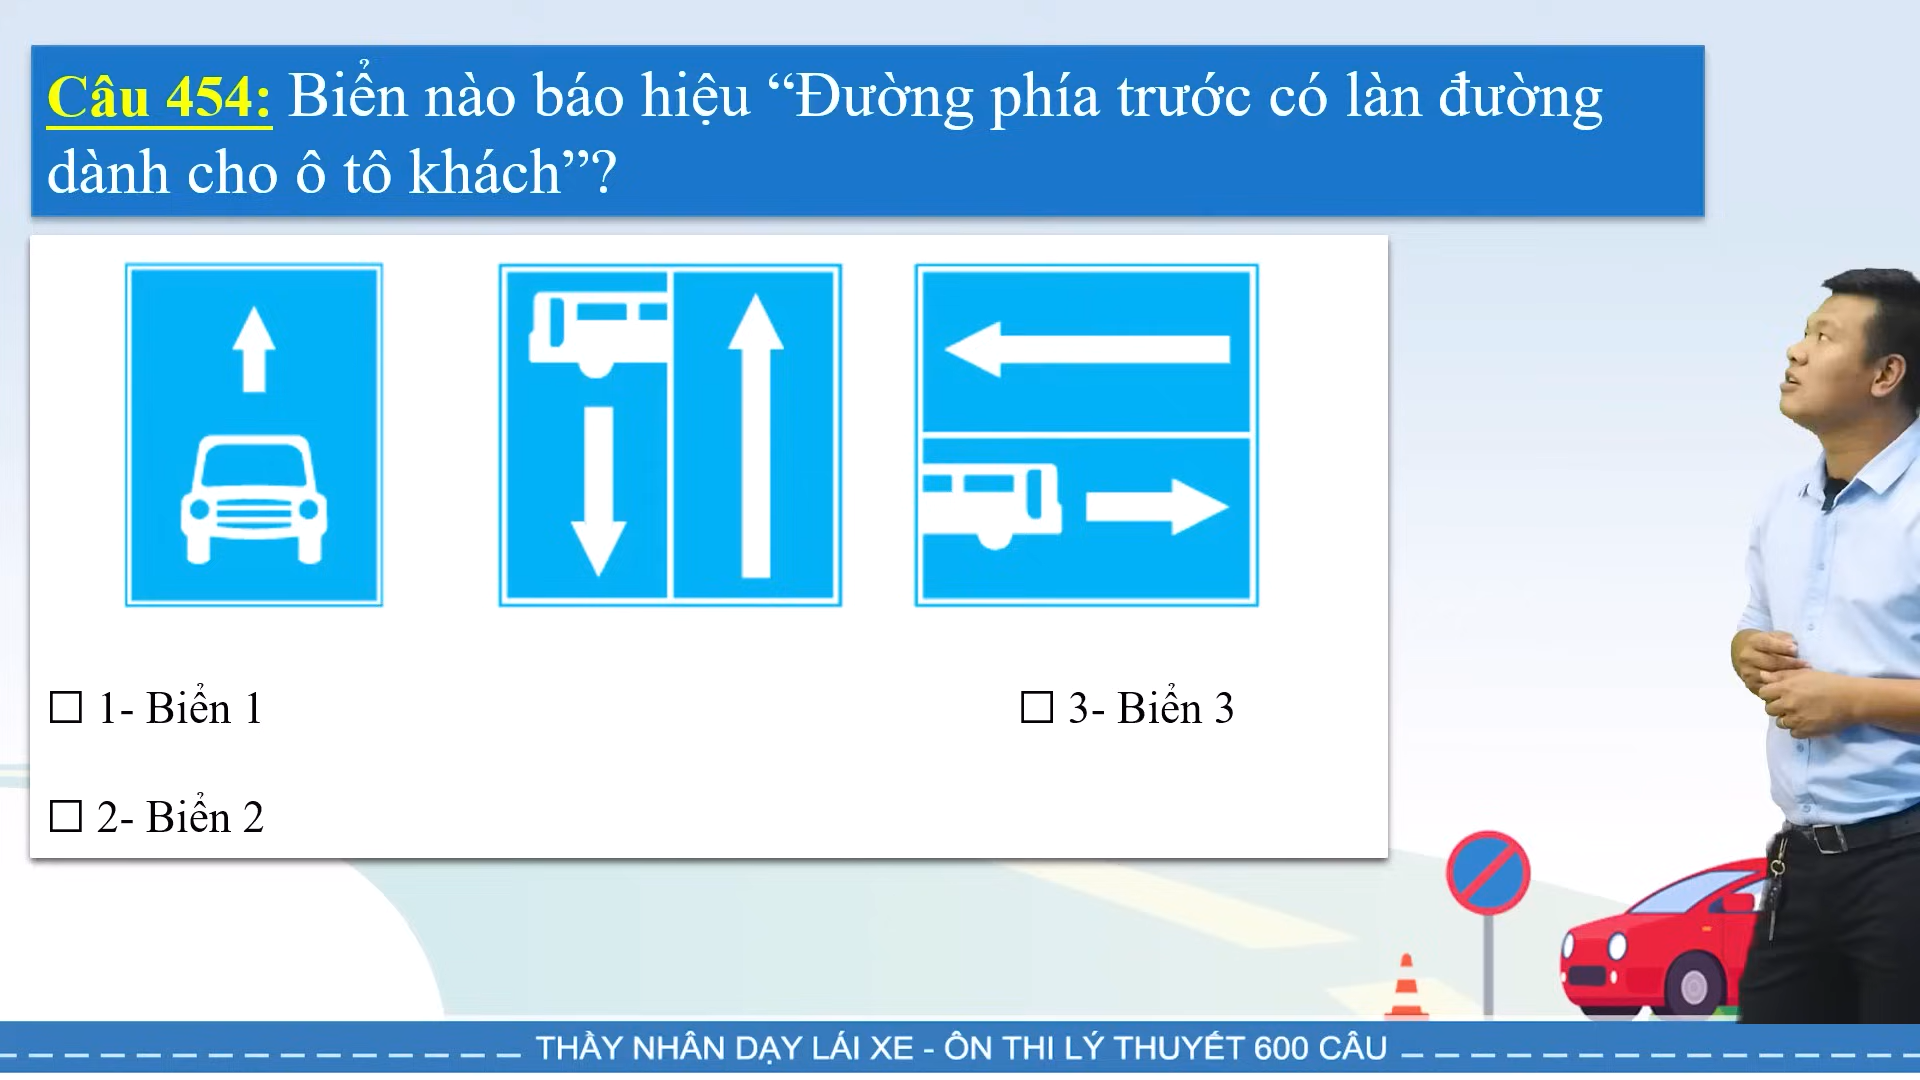 Câu 454: Biển nào báo hiệu “Đường phía trước có làn đường
dành cho ô tô khách”?
1- Biển 1
3- Biển 3
2- Biển 2
THẦY NHÂN DẠY LÁI XE - ÔN THI LÝ THUYẾT 600 CÂU